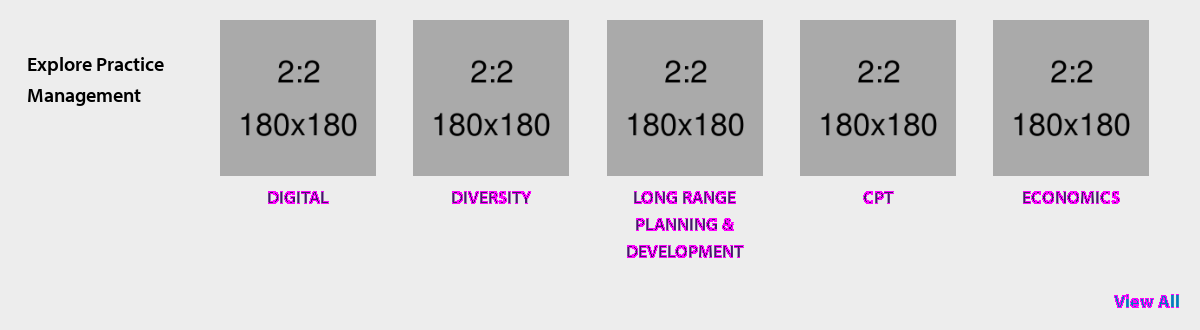 Explore Practice
Management
2:2
180x180
2:2
180x180
2:2
180x180
2:2
180x180
2:2
180x180
DIGITAL
DIVERSITY
LONG RANGE
PLANNING &
DEVELOPMENT
CPT
ECONOMICS
View All